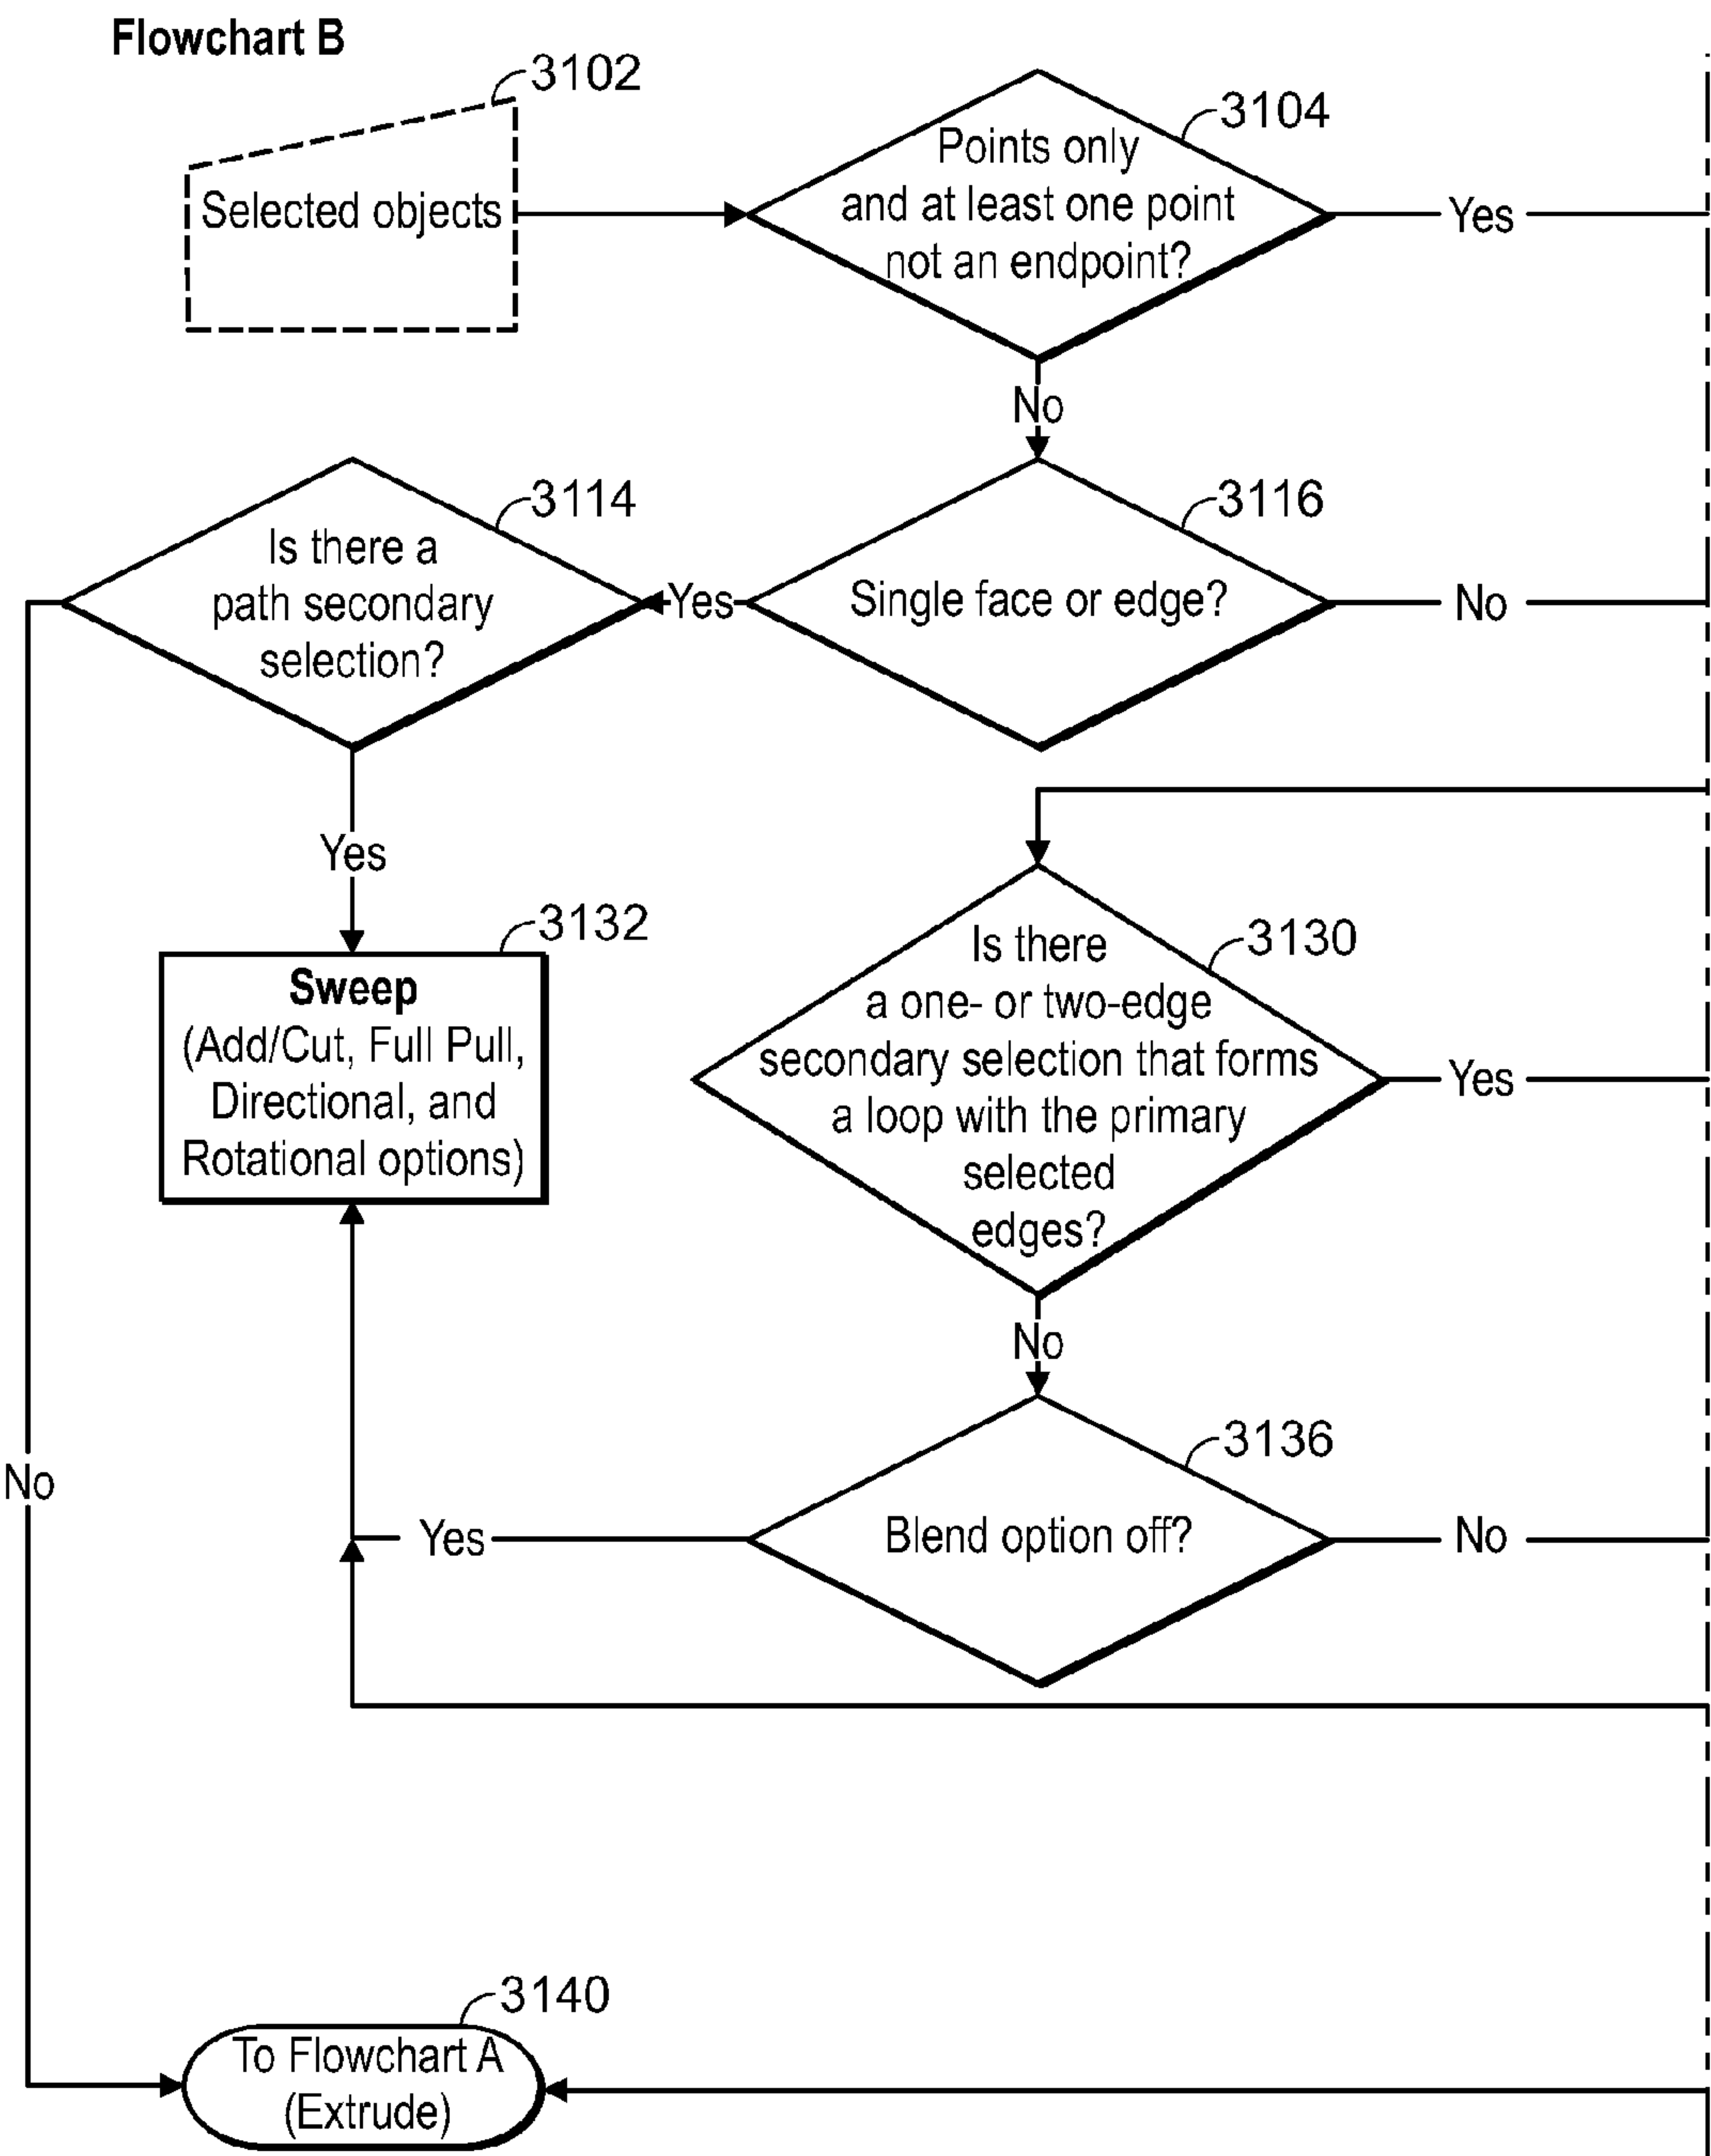 Flowchart B
3102
Selected objects
3104
Points only
and at least one point
not an endpoint?
Yes
No
3114
Is there a
path secondary
selection?
Yes
3116
Single face or edge?
No
Yes
3132
Sweep
(Add/Cut, Full Pull,
Directional, and
Rotational options)
3130
Is there
a one- or two-edge
secondary selection that forms
a loop with the primary
selected
edges?
Yes
No
3136
Blend option off?
Yes
No
No
3140
To Flowchart A
(Extrude)